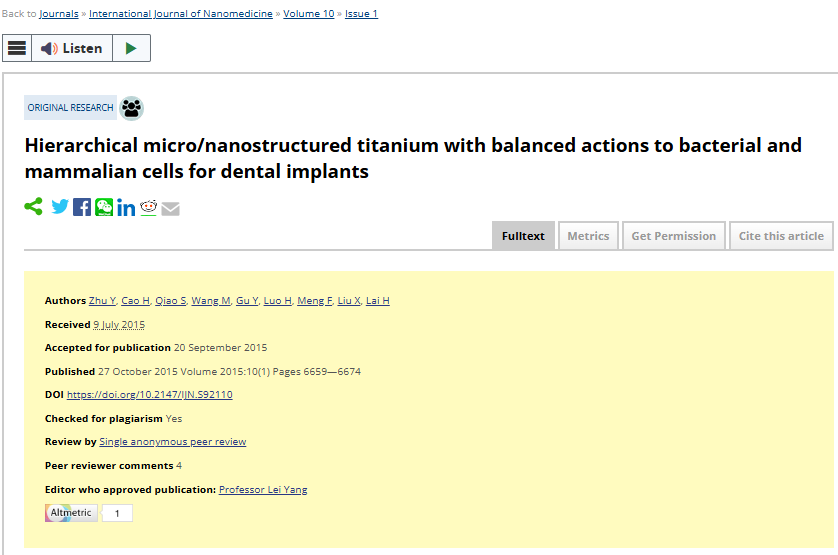 Back to Journals » International Journal of Nanomedicine » Volume 10 » Issue 1
Listen
ORIGINAL RESEARCH
Hierarchical micro/nanostructured titanium with balanced actions to bacterial and
mammalian cells for dental implants
Fulltext Metrics Get Permission Cite this article
Authors Zhu Y, Cao H, Qiao S, Wang M, Gu Y, Luo H, Meng F, Liu X, Lai H
Received 9 July 2015
Accepted for publication 20 September 2015
Published 27 October 2015 Volume 2015:10(1) Pages 6659—6674
DOI https://doi.org/10.2147/IJN.S92110
Checked for plagiarism Yes
Review by Single anonymous peer review
Peer reviewer comments 4
Editor who approved publication: Professor Lei Yang
Altmetric 1